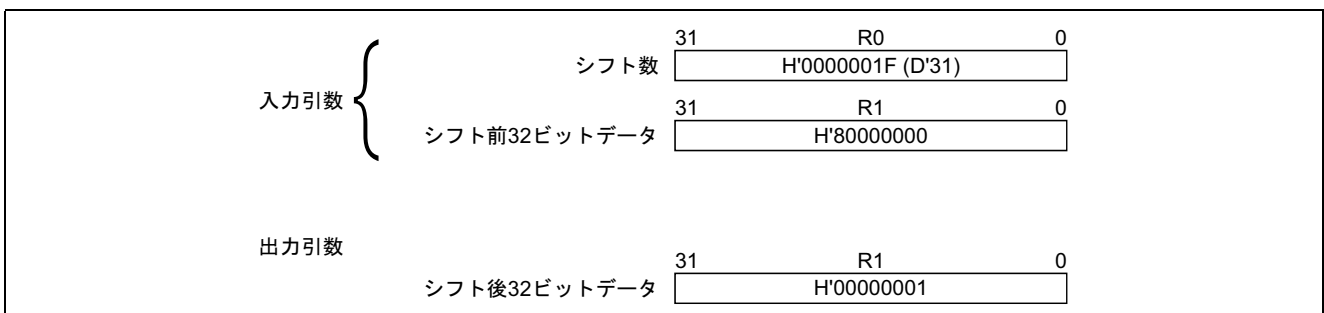 31 R0 0
シフト数 H'0000001F (D'31)
入力引数
31 R1 0
シフト前32ビットデータ H'80000000
出力引数
31 R1 0
シフト後32ビットデータ H'00000001